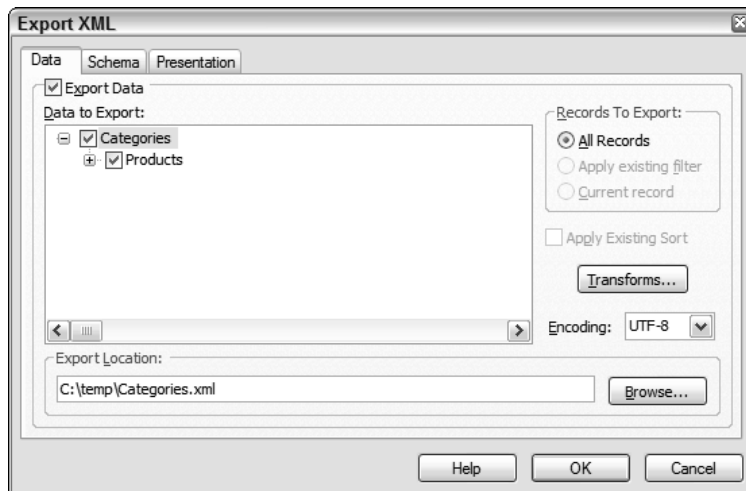 Export XML
Data Schema Presentation
Export Data
Data to Export:
Categories
Products
Records To Export:
All Records
Apply existing filter
Current record
Apply Existing Sort
Transforms...
Encoding: UTF-8
Export Location:
C:\temp\Categories.xml
Browse...
Help OK Cancel